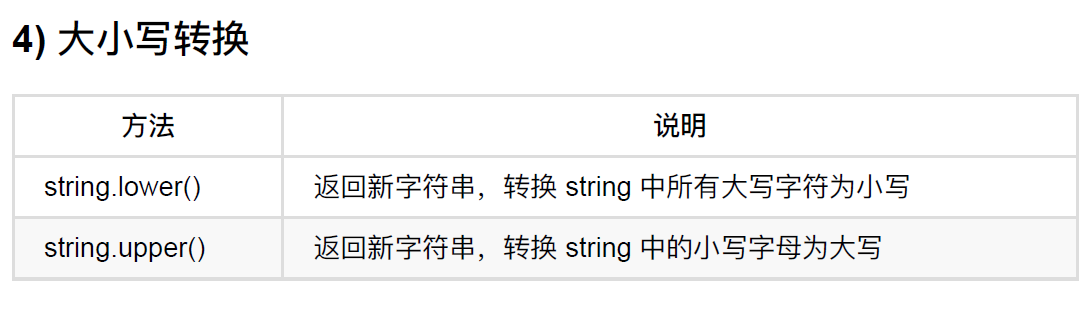 4) 大小写转换
方法 说明
string.lower() 返回新字符串，转换 string 中所有大写字符为小写
string.upper() 返回新字符串，转换 string 中的小写字母为大写